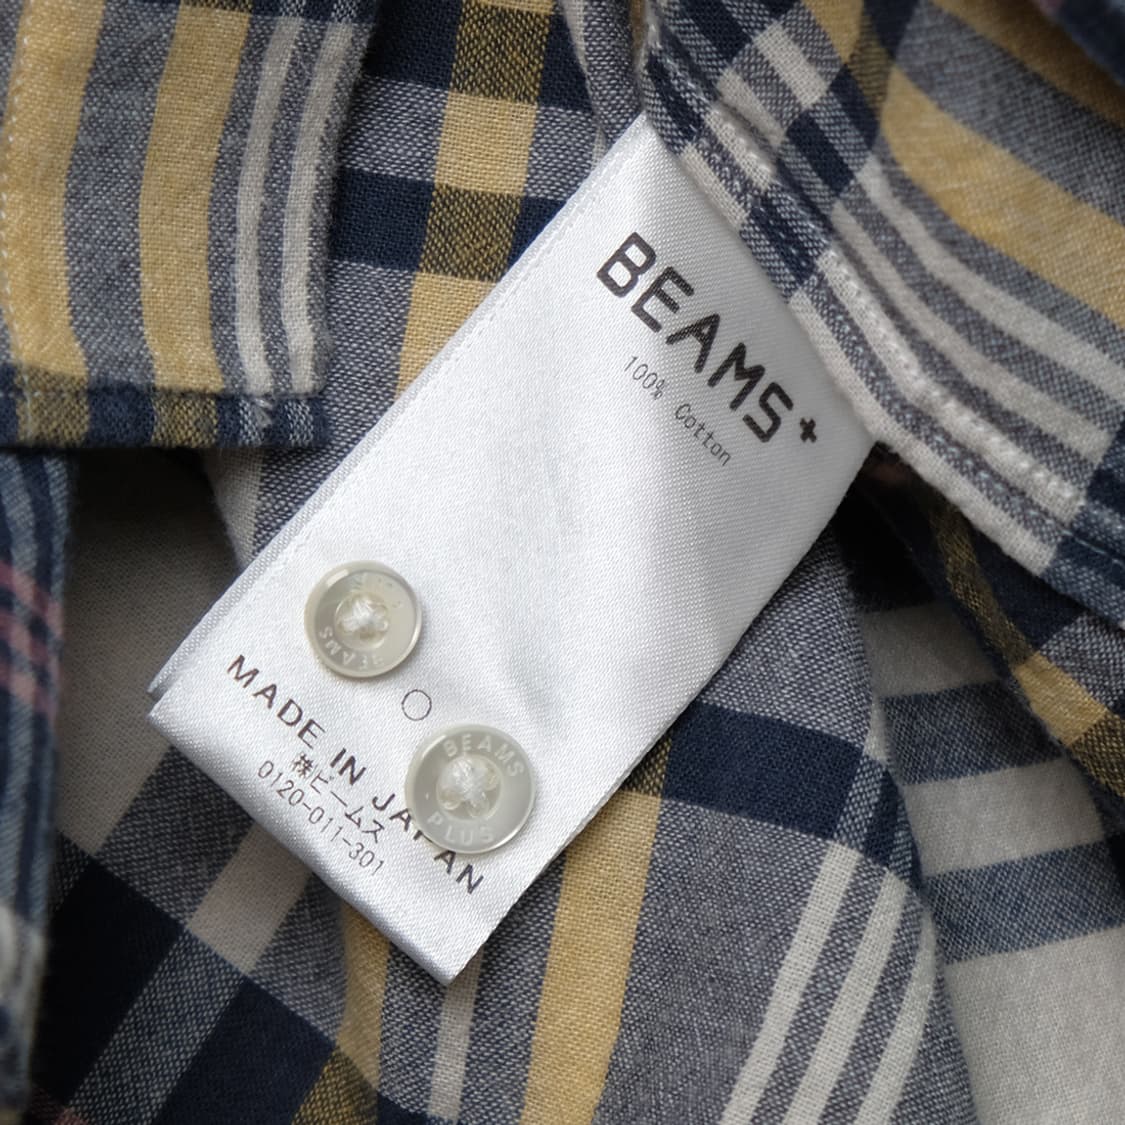 BEAMS+
100% Cotton
BEAMS
MADE IN JAPAN
㈱ビームス
0120-011-301
BEAMS
PLUS